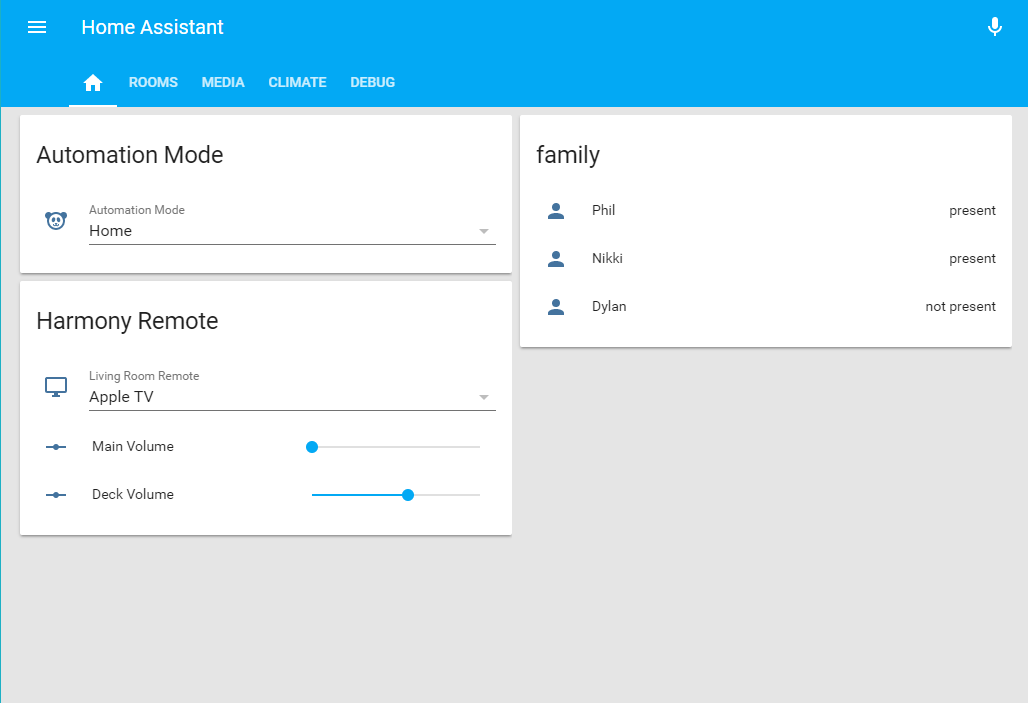 Home Assistant
ROOMS MEDIA CLIMATE DEBUG
Automation Mode
Automation Mode
Home
Harmony Remote
Living Room Remote
Apple TV
Main Volume
Deck Volume
family
Phil present
Nikki present
Dylan not present